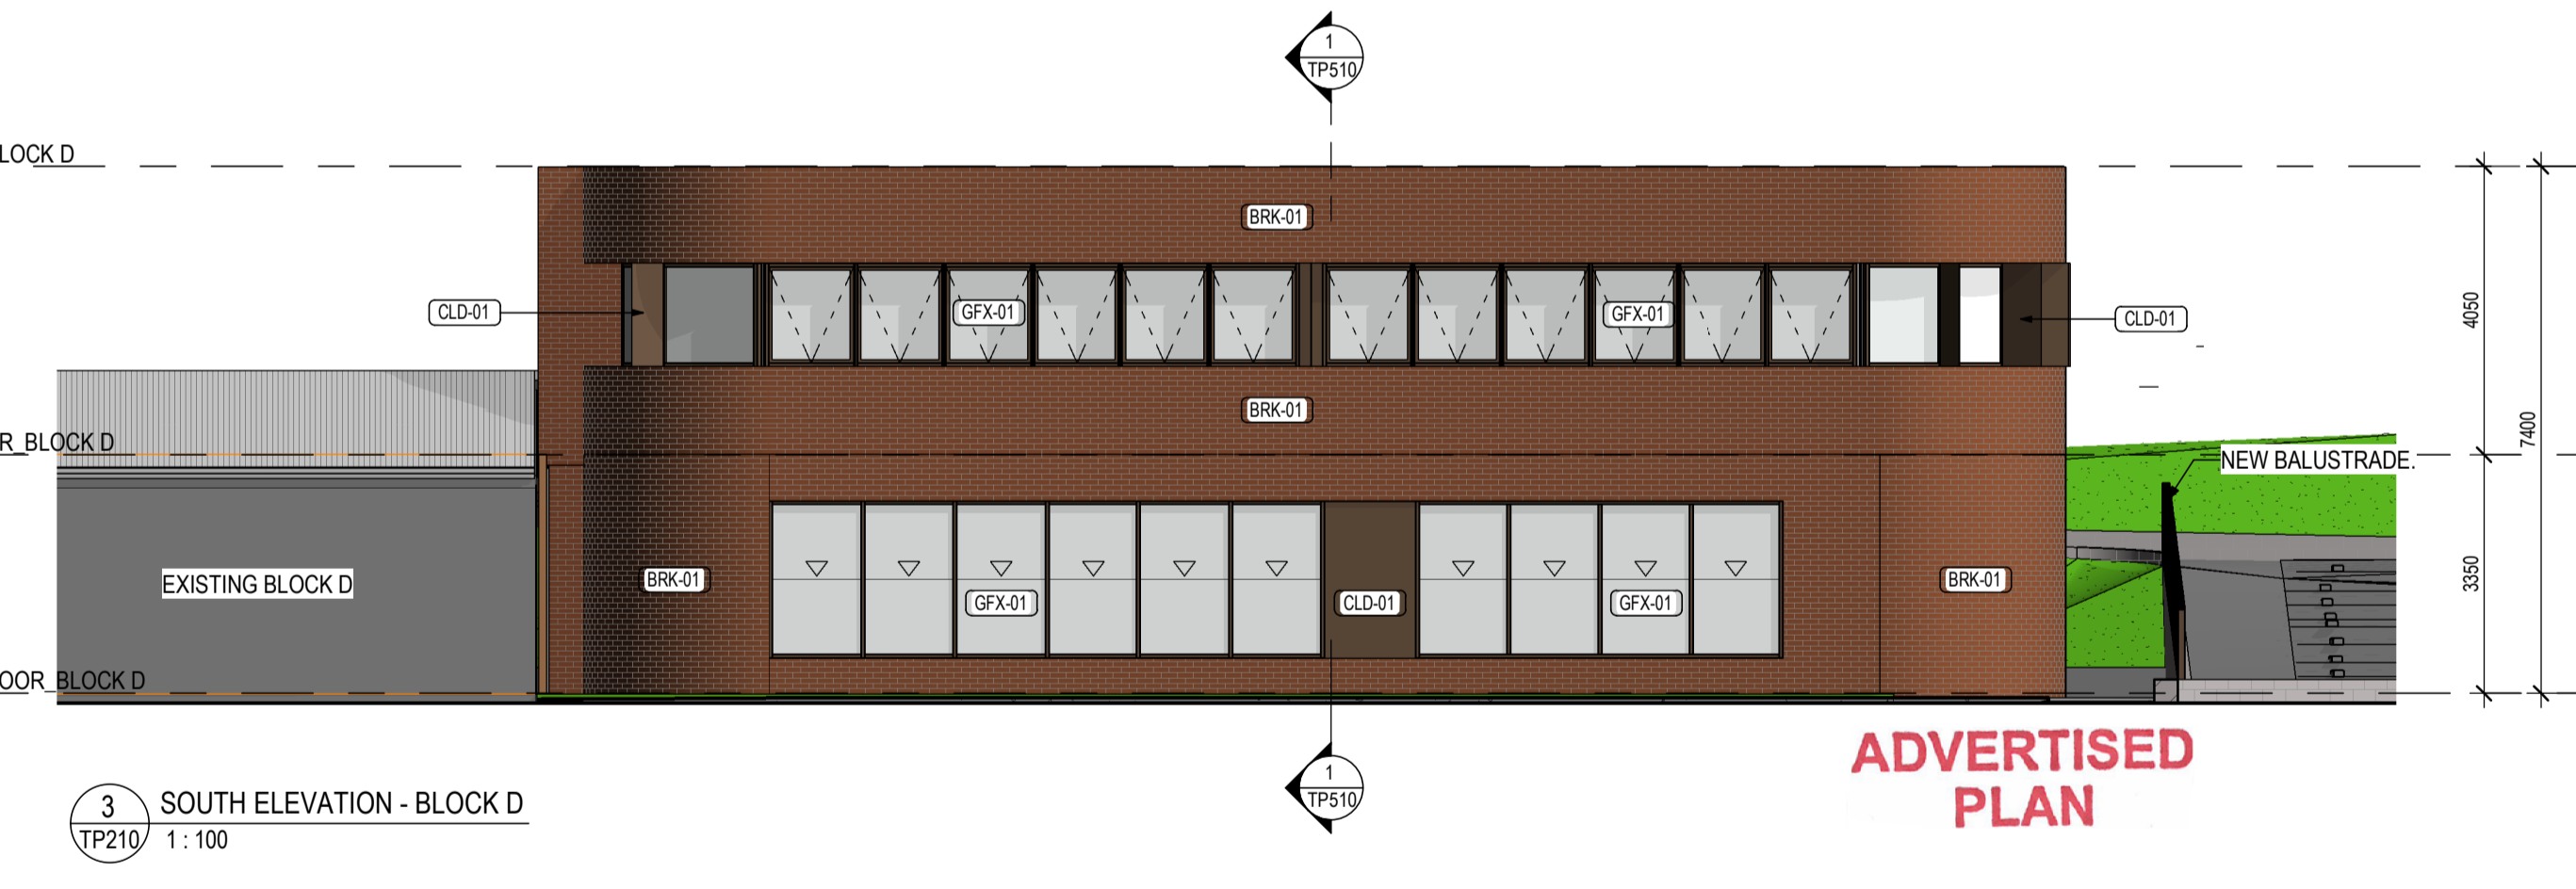 1
TP510
LOCK D
BRK-01
CLD-01
GFX-01
GFX-01
CLD-01
4050
BRK-01
7400
R_BLOCK D
NEW BALUSTRADE.
EXISTING BLOCK D
BRK-01
GFX-01
CLD-01
GFX-01
BRK-01
3350
OOR_BLOCK D
ADVERTISED
PLAN
1
TP510
3
SOUTH ELEVATION - BLOCK D
TP210
1 : 100